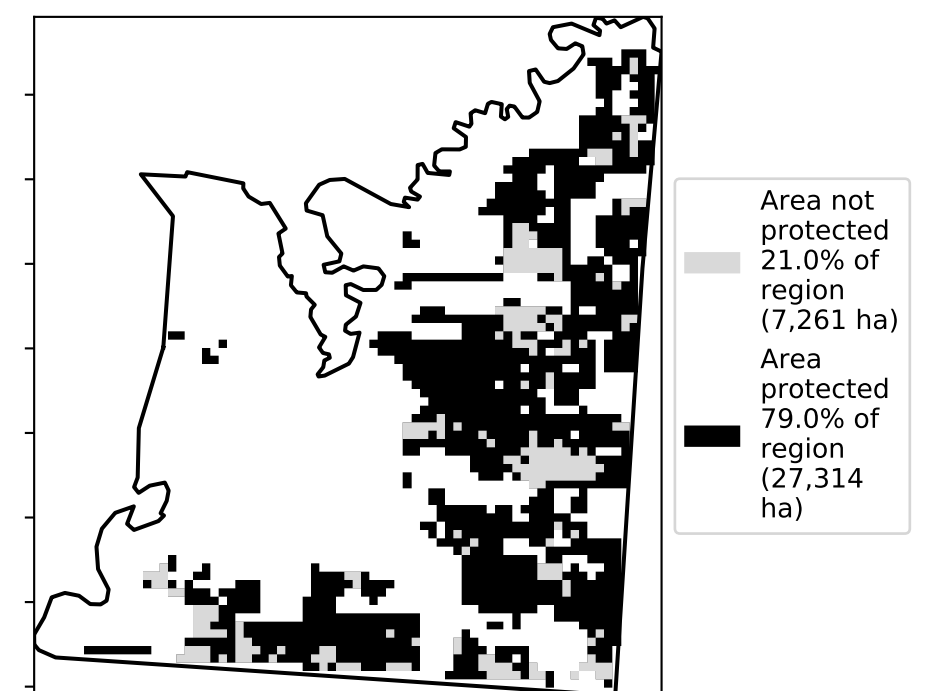 Area not
protected
21.0% of
region
(7,261 ha)
Area
protected
79.0% of
region
(27,314
ha)